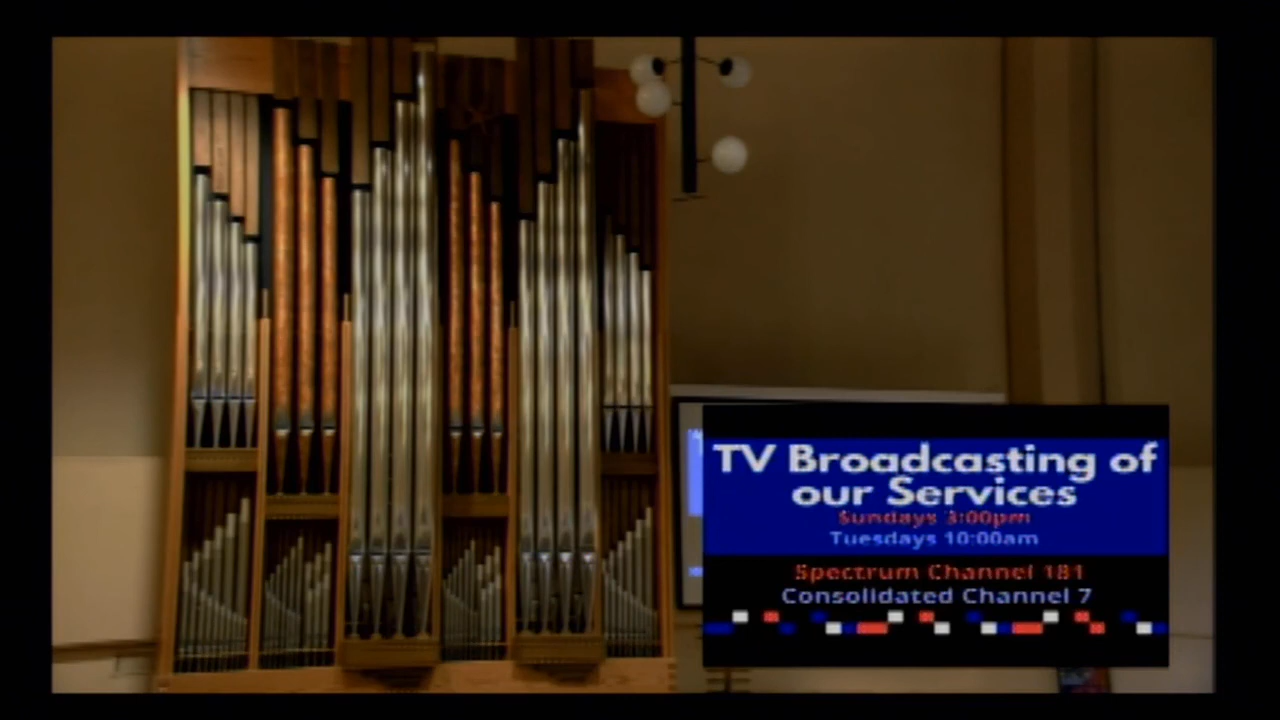 TV Broadcasting of
our Services
Sundays 3:00pm
Tuesdays 10:00am
Spectrum Channel 181
Consolidated Channel 7